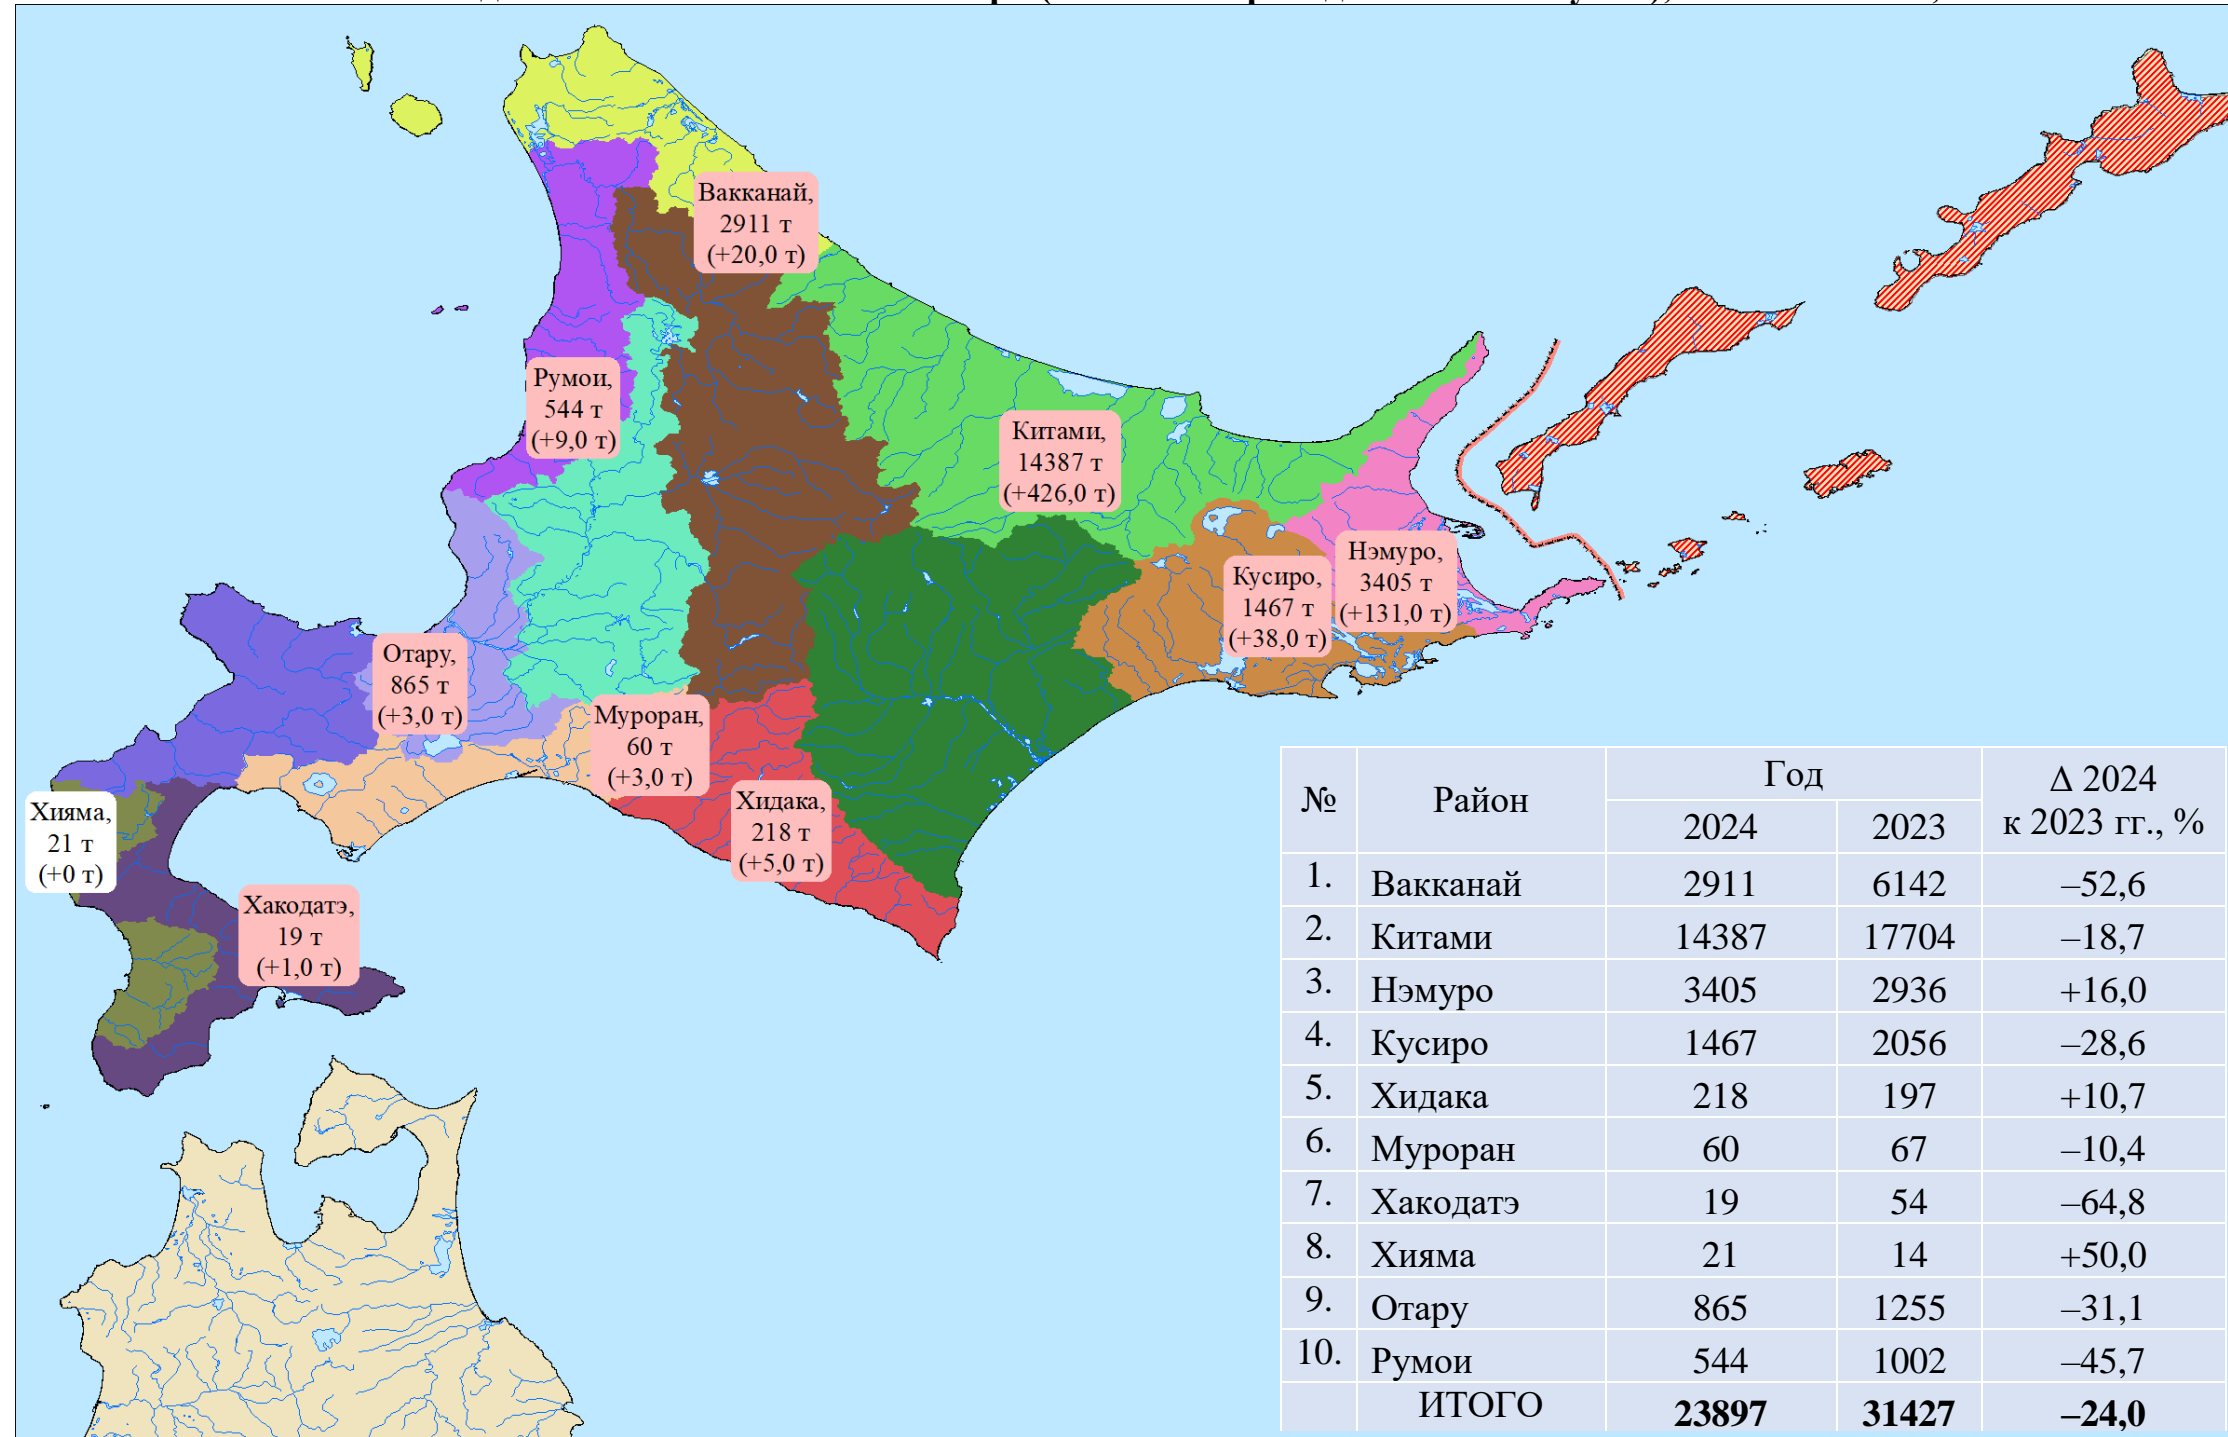 Вакканай,
2911 т
(+20,0 т)
Румои,
544 т
(+9,0 т)
Китами,
14387 т
(+426,0 т)
Нэмуро,
3405 т
(+131,0 т)
Кусиро,
1467 т
(+38,0 т)
Отару,
865 т
(+3,0 т)
Муроран,
60 т
(+3,0 т)
Хидака,
218 т
(+5,0 т)
Хияма,
21 т
(+0 т)
Хакодатэ,
19 т
(+1,0 т)
№ Район Год Δ 2024
к 2023 гг., %
2024 2023
1. Вакканай 2911 6142 –52,6
2. Китами 14387 17704 –18,7
3. Нэмуро 3405 2936 +16,0
4. Кусиро 1467 2056 –28,6
5. Хидака 218 197 +10,7
6. Муроран 60 67 –10,4
7. Хакодатэ 19 54 –64,8
8. Хияма 21 14 +50,0
9. Отару 865 1255 –31,1
10. Румои 544 1002 –45,7
ИТОГО 23897 31427 –24,0